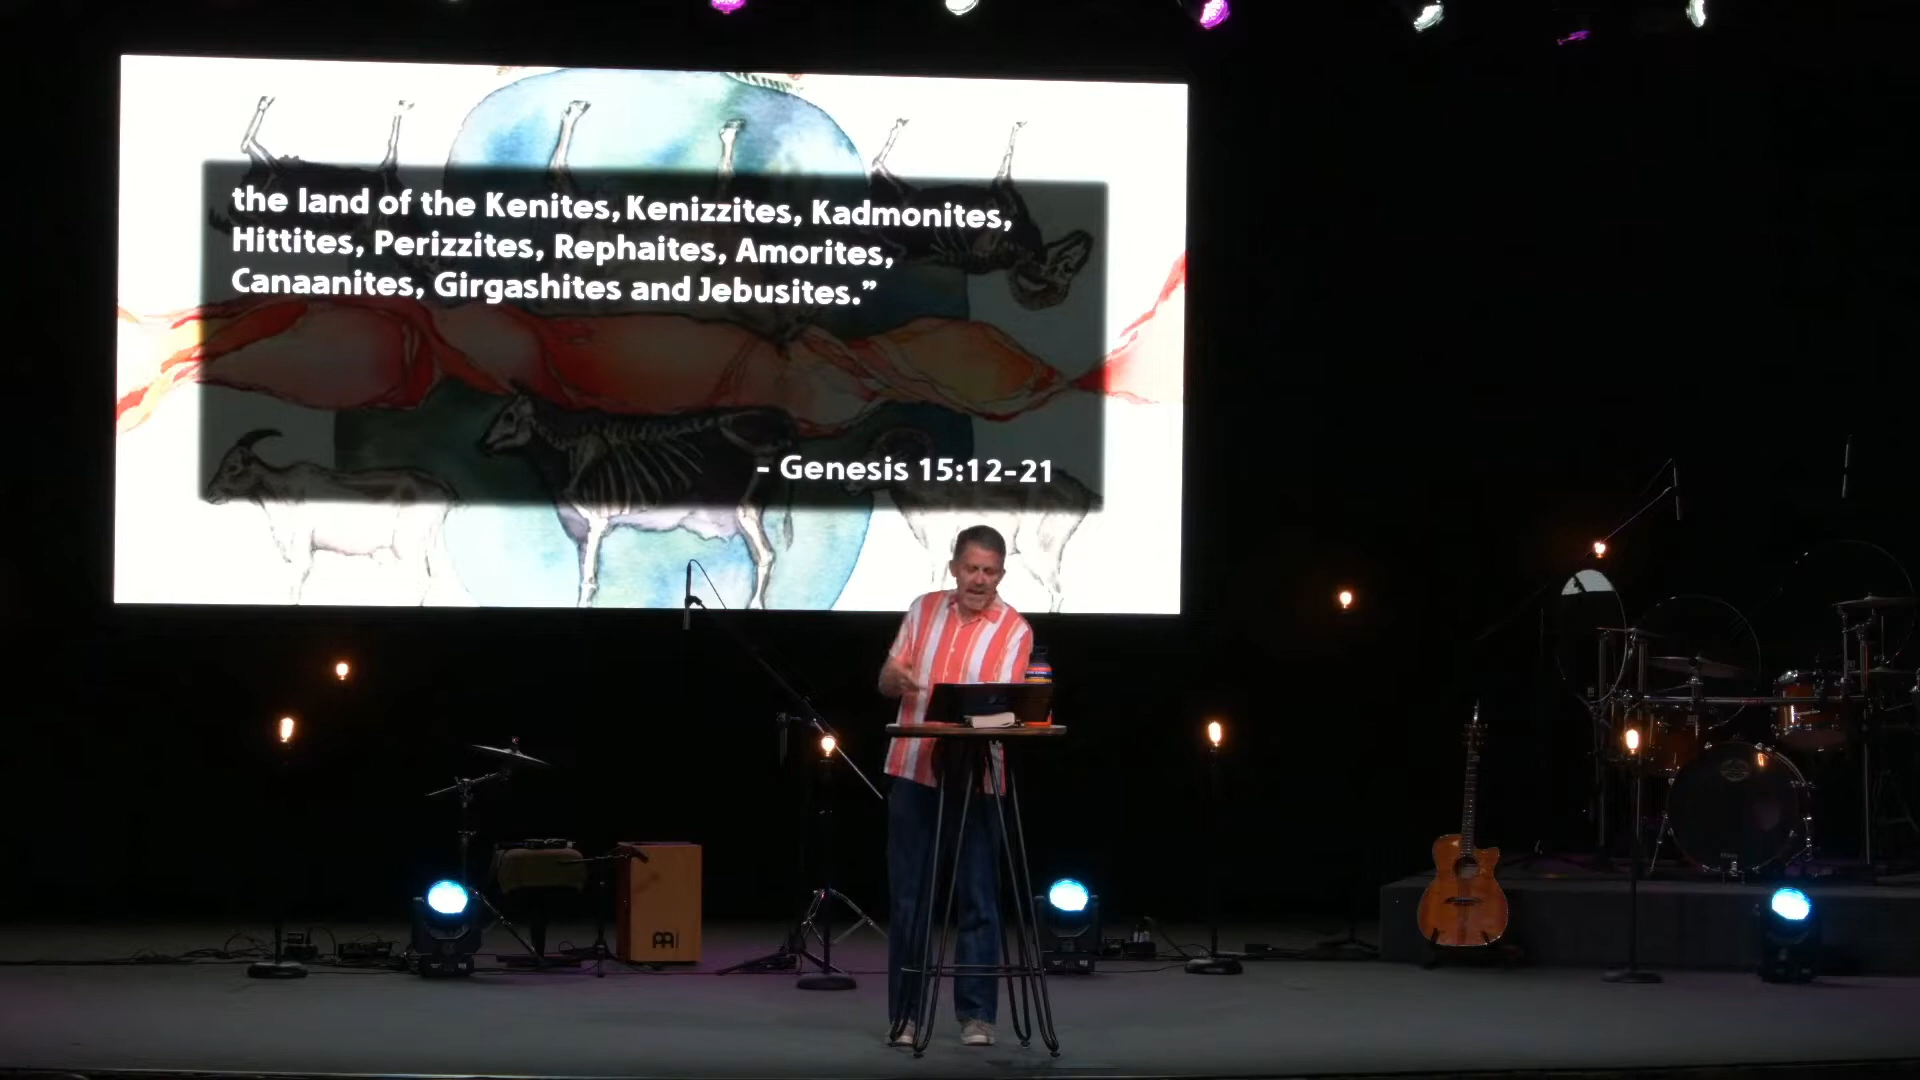 the land of the Kenites, Kenizzites, Kadmonites,
Hittites, Perizzites, Rephaites, Amorites,
Canaanites, Girgashites and Jebusites.”
- Genesis 15:12-21